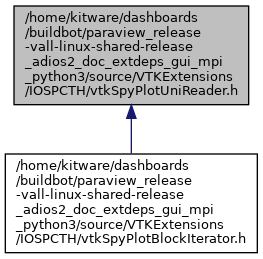 /home/kitware/dashboards
/buildbot/paraview_release
-vall-linux-shared-release
_adios2_doc_extdeps_gui_mpi
_python3/source/VTKExtensions
/IOSPCTH/vtkSpyPlotUniReader.h
/home/kitware/dashboards
/buildbot/paraview_release
-vall-linux-shared-release
_adios2_doc_extdeps_gui_mpi
_python3/source/VTKExtensions
/IOSPCTH/vtkSpyPlotBlockIterator.h